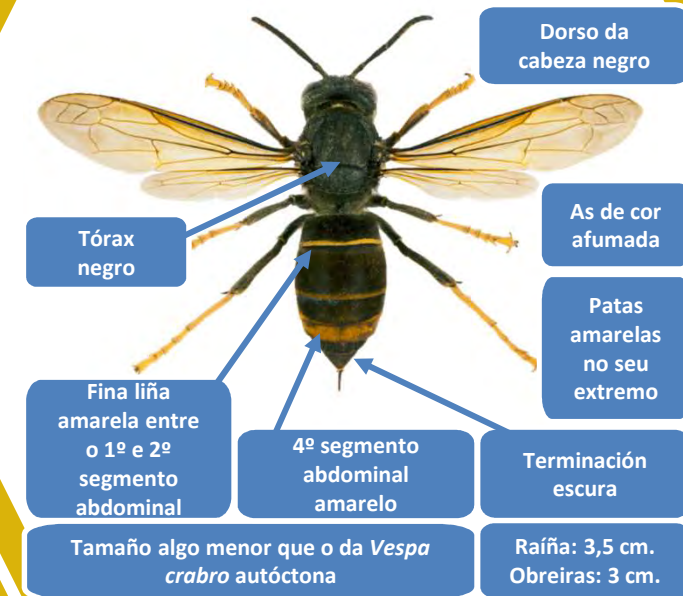 Dorso da
cabeza negro
Tórax
negro
As de cor
afumada
Patas
amarelas
no seu
extremo
Fina liña
amarela entre
o 1º e 2º
segmento
abdominal
4º segmento
abdominal
amarelo
Terminación
escura
Tamaño algo menor que o da Vespa
crabro autóctona
Raíña: 3,5 cm.
Obreiras: 3 cm.